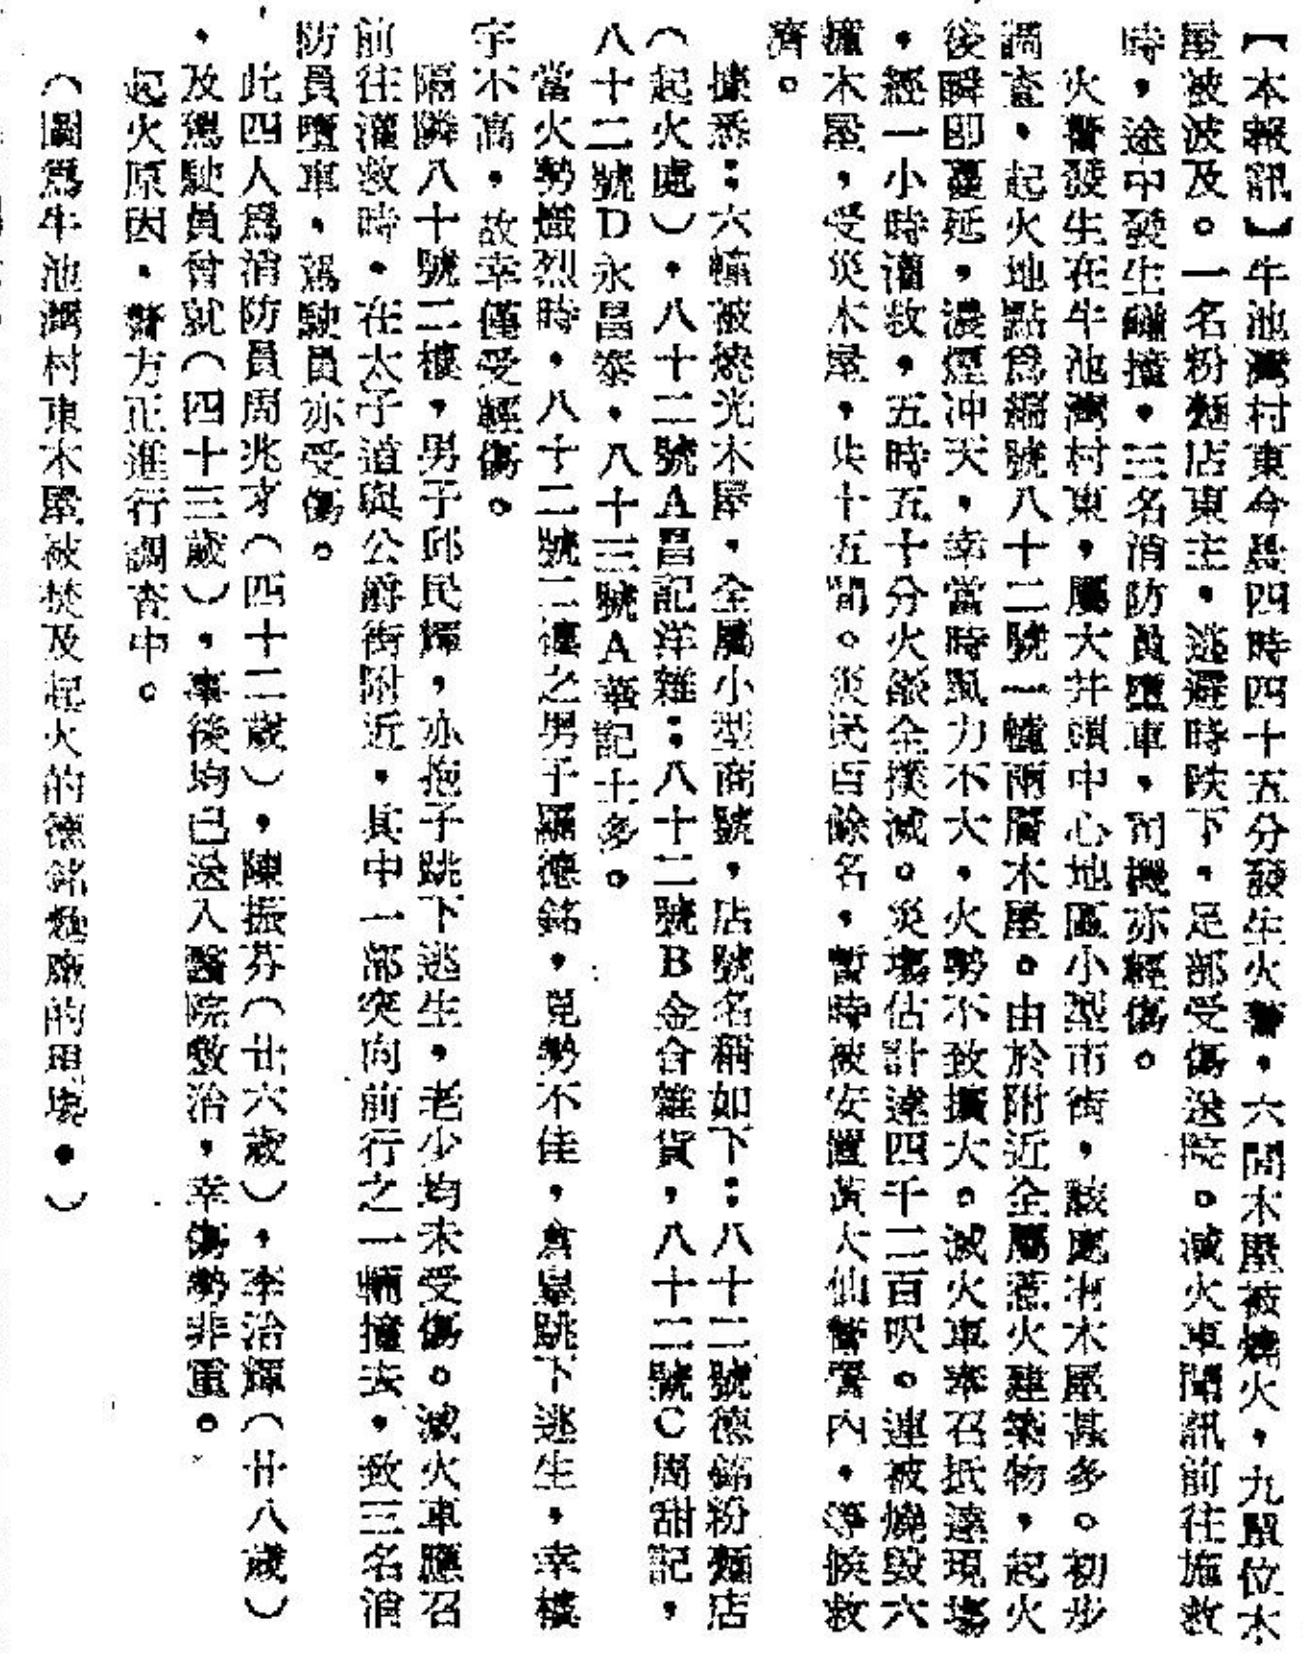 【本報訊】牛池灣村東今晨四時四十五分發生火警，六間木屋被燒火，九單位木
屋被波及。一名粉麵店東主，逃避時跌下，足部受傷送院。滅火車聞訊前往施救
時，途中發生碰撞，三名消防員墮車，司機亦輕傷。
火警發生在牛池灣村東，屬大井頭中心地區小型市街，該處有木屋甚多。初步
調查，起火地點爲編號八十二號一幢兩層木屋。由於附近全屬惹火建築物，起火
後瞬即蔓延，濃煙冲天，幸當時風力不大，火勢不致擴大。滅火車奉召抵達現塲
，經一小時灌救，五時五十分火燄全撲滅。災塲估計達四千二百呎。連被燒毀六
幢木屋，受災木屋，共十五間。災民百餘名，暫時被安置黃大仙警署內，等候救
濟。
據悉：六幢被燒光木屋，全屬小型商號，店號名稱如下：八十二號德銘粉麵店
（起火處），八十二號A昌記洋雜：八十二號B金合雜貨，八十二號C周甜記，
八十二號D永昌泰，八十三號A華記士多。
當火勢熾烈時，八十二號二樓之男子羅德銘，見勢不佳，倉皇跳下逃生，幸樓
宇不高，故幸僅受輕傷。
隔隣八十號二樓，男子邱民輝，亦抱子跳下逃生，老少均未受傷。滅火車應召
前往灌救時，在太子道與公爵街附近，其中一部突向前行之一輛撞去，致三名消
防員墮車，駕駛員亦受傷。
此四人爲消防員周兆才（四十二歲），陳振芬（廿六歲），李治輝（廿八歲）
，及駕駛員曾就（四十三歲），事後均已送入醫院敷治，幸傷勢非重。
起火原因，警方正進行調查中。
（圖爲牛池灣村東木屋被焚及起火的德銘麵廠的現塲。）